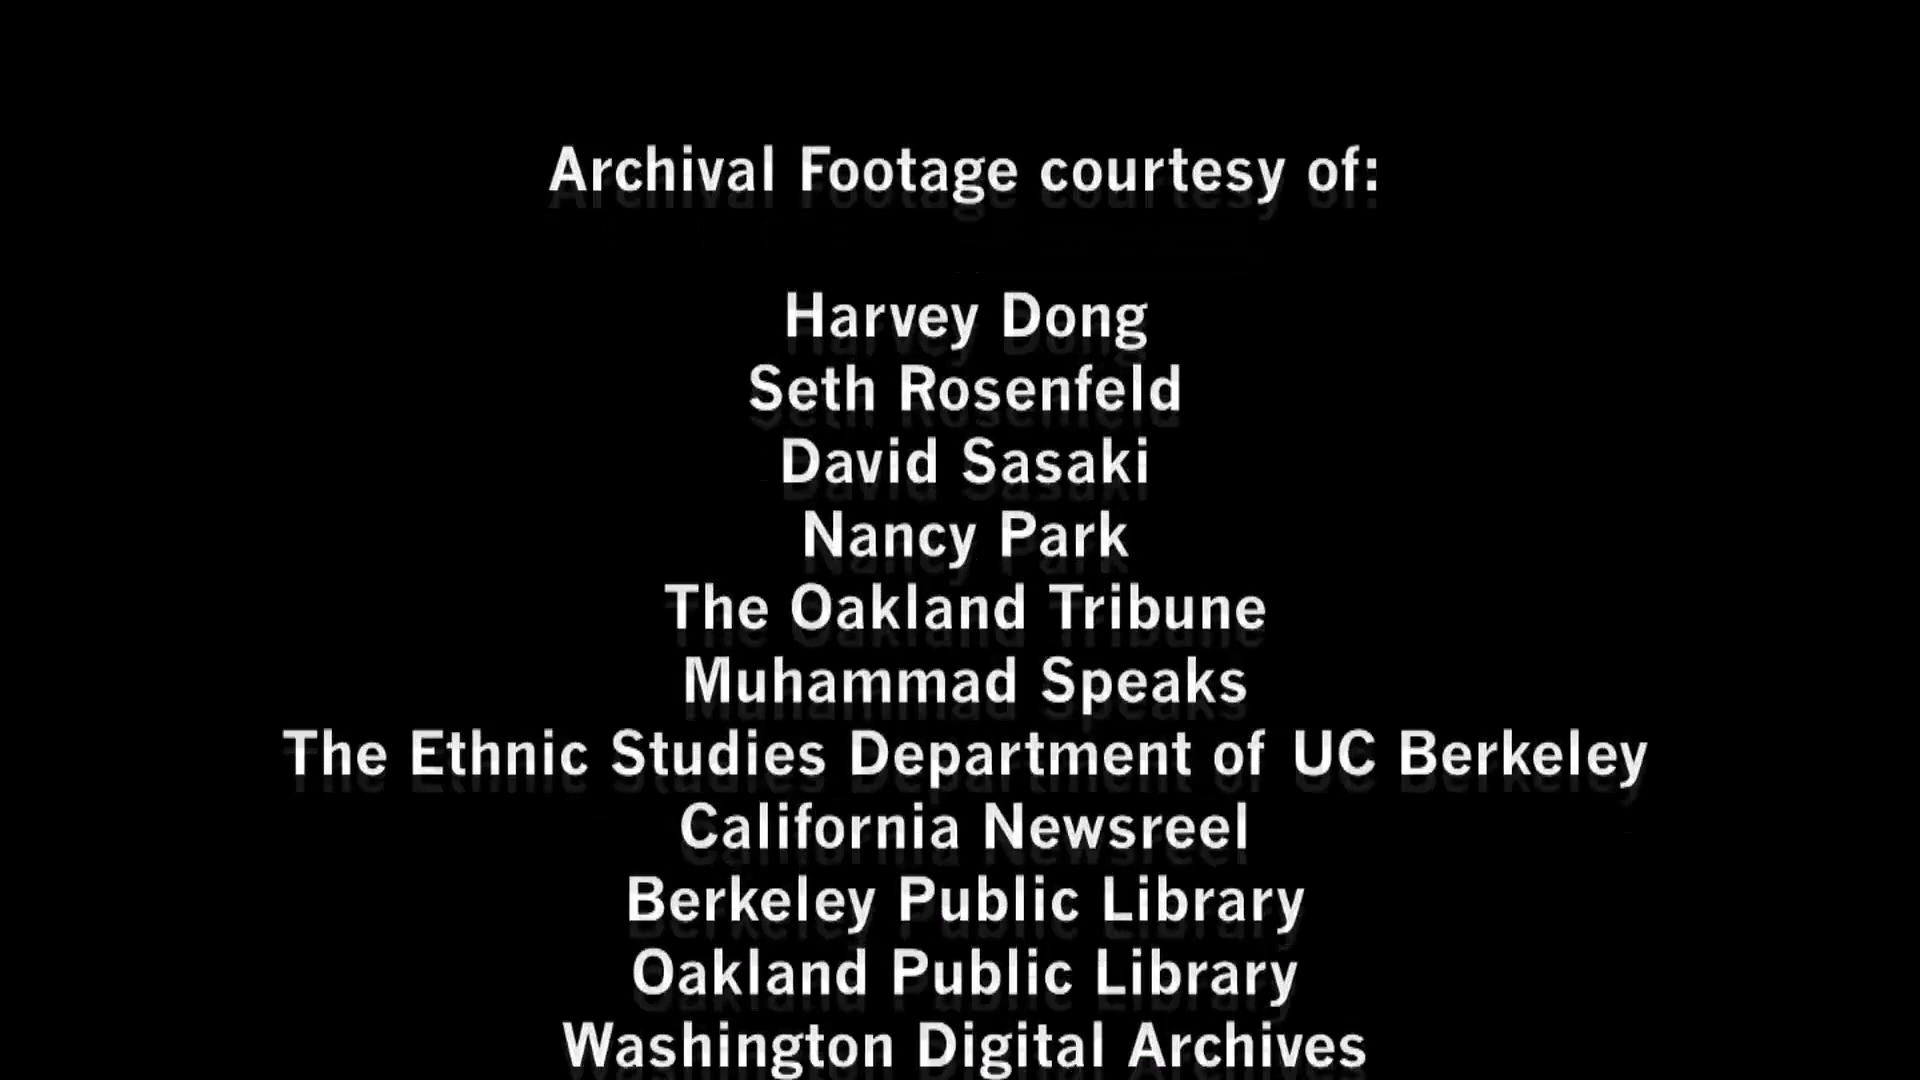 Archival Footage courtesy of:
Harvey Dong
Seth Rosenfeld
David Sasaki
Nancy Park
The Oakland Tribune
Muhammad Speaks
The Ethnic Studies Department of UC Berkeley
California Newsreel
Berkeley Public Library
Oakland Public Library
Washington Digital Archives